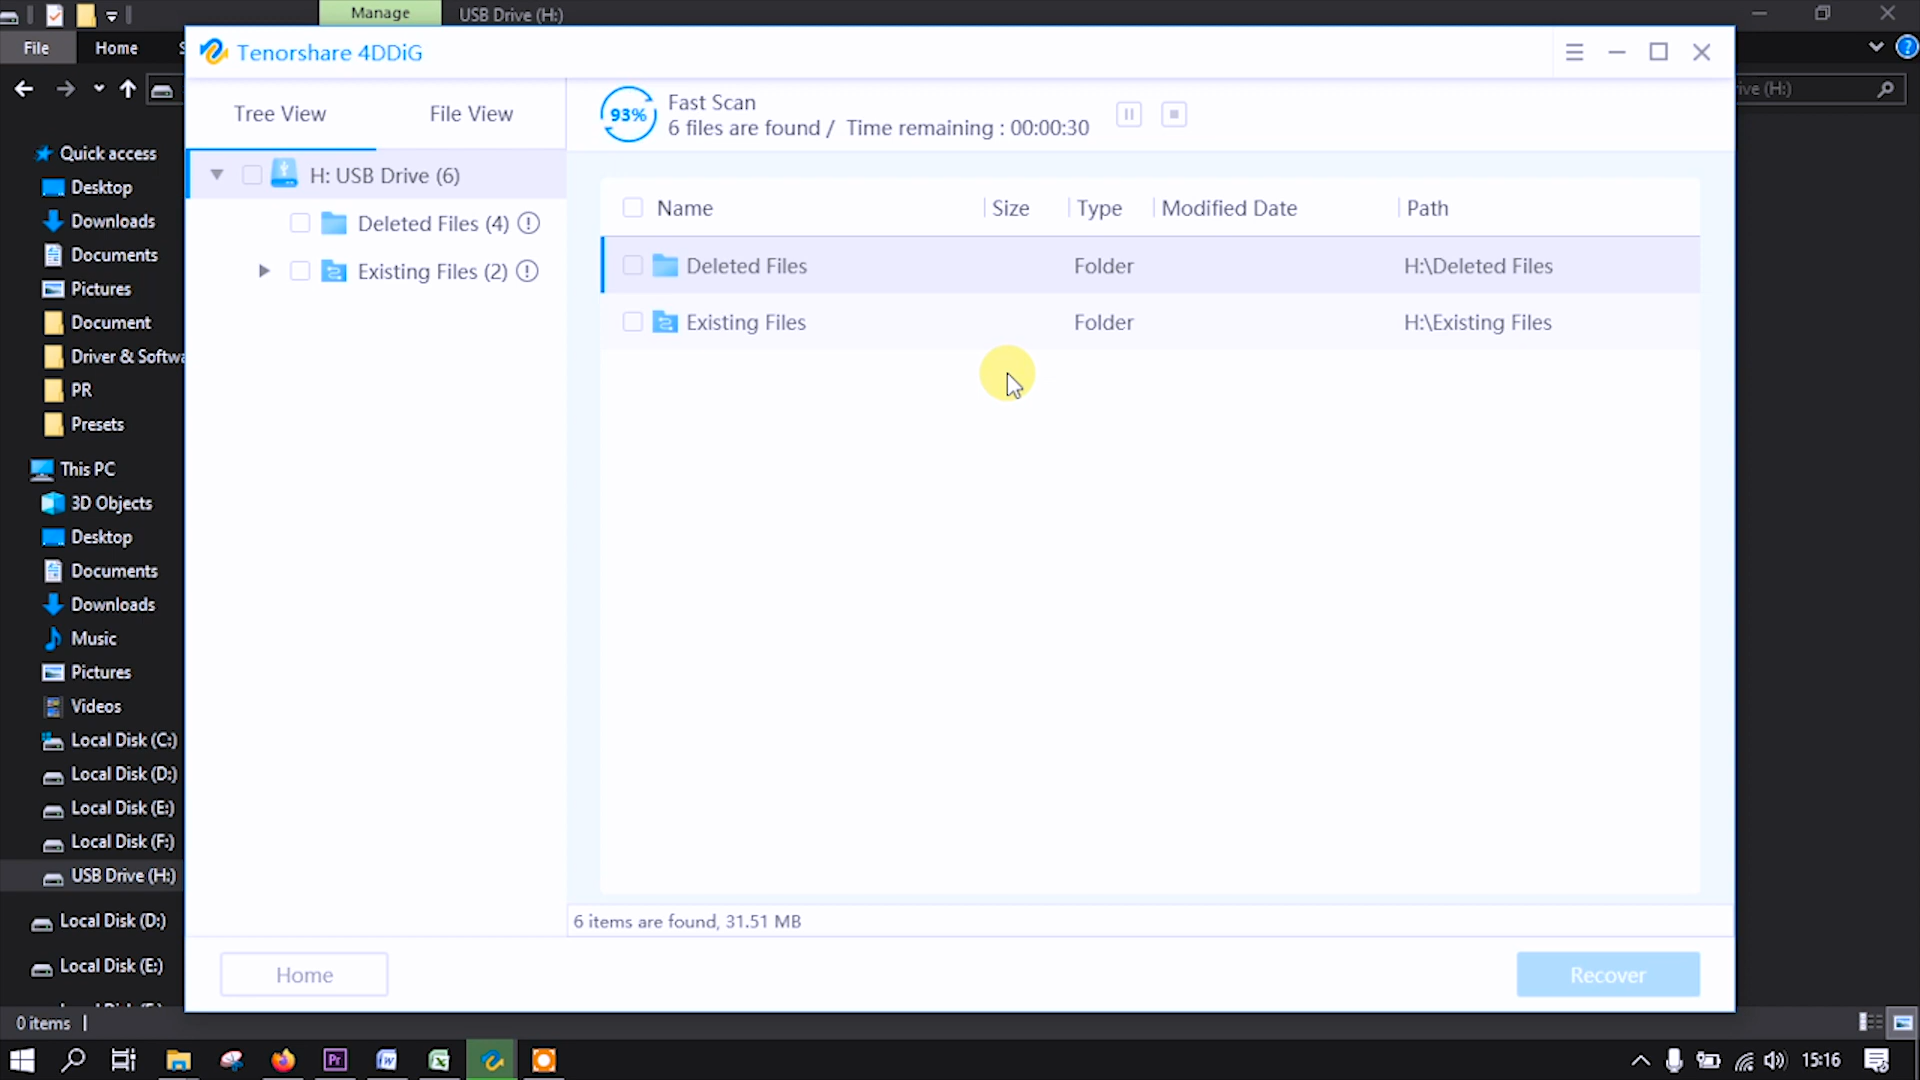 Manage
USB Drive (H:)
File
Home
Tenorshare 4DDiG
ive (H:)
Tree View
File View
93%
Fast Scan
6 files are found / Time remaining : 00:00:30
Quick access
Desktop
Downloads
Documents
Pictures
Document
Driver & Softwa
PR
Presets
This PC
3D Objects
Desktop
Documents
Downloads
Music
Pictures
Videos
Local Disk (C:)
Local Disk (D:)
Local Disk (E:)
Local Disk (F:)
USB Drive (H:)
Local Disk (D:)
Local Disk (E:)
H: USB Drive (6)
Deleted Files (4)
Existing Files (2)
Name
Size
Type
Modified Date
Path
Deleted Files
Folder
H:\Deleted Files
Existing Files
Folder
H:\Existing Files
6 items are found, 31.51 MB
Home
Recover
0 items
Pr
15:16